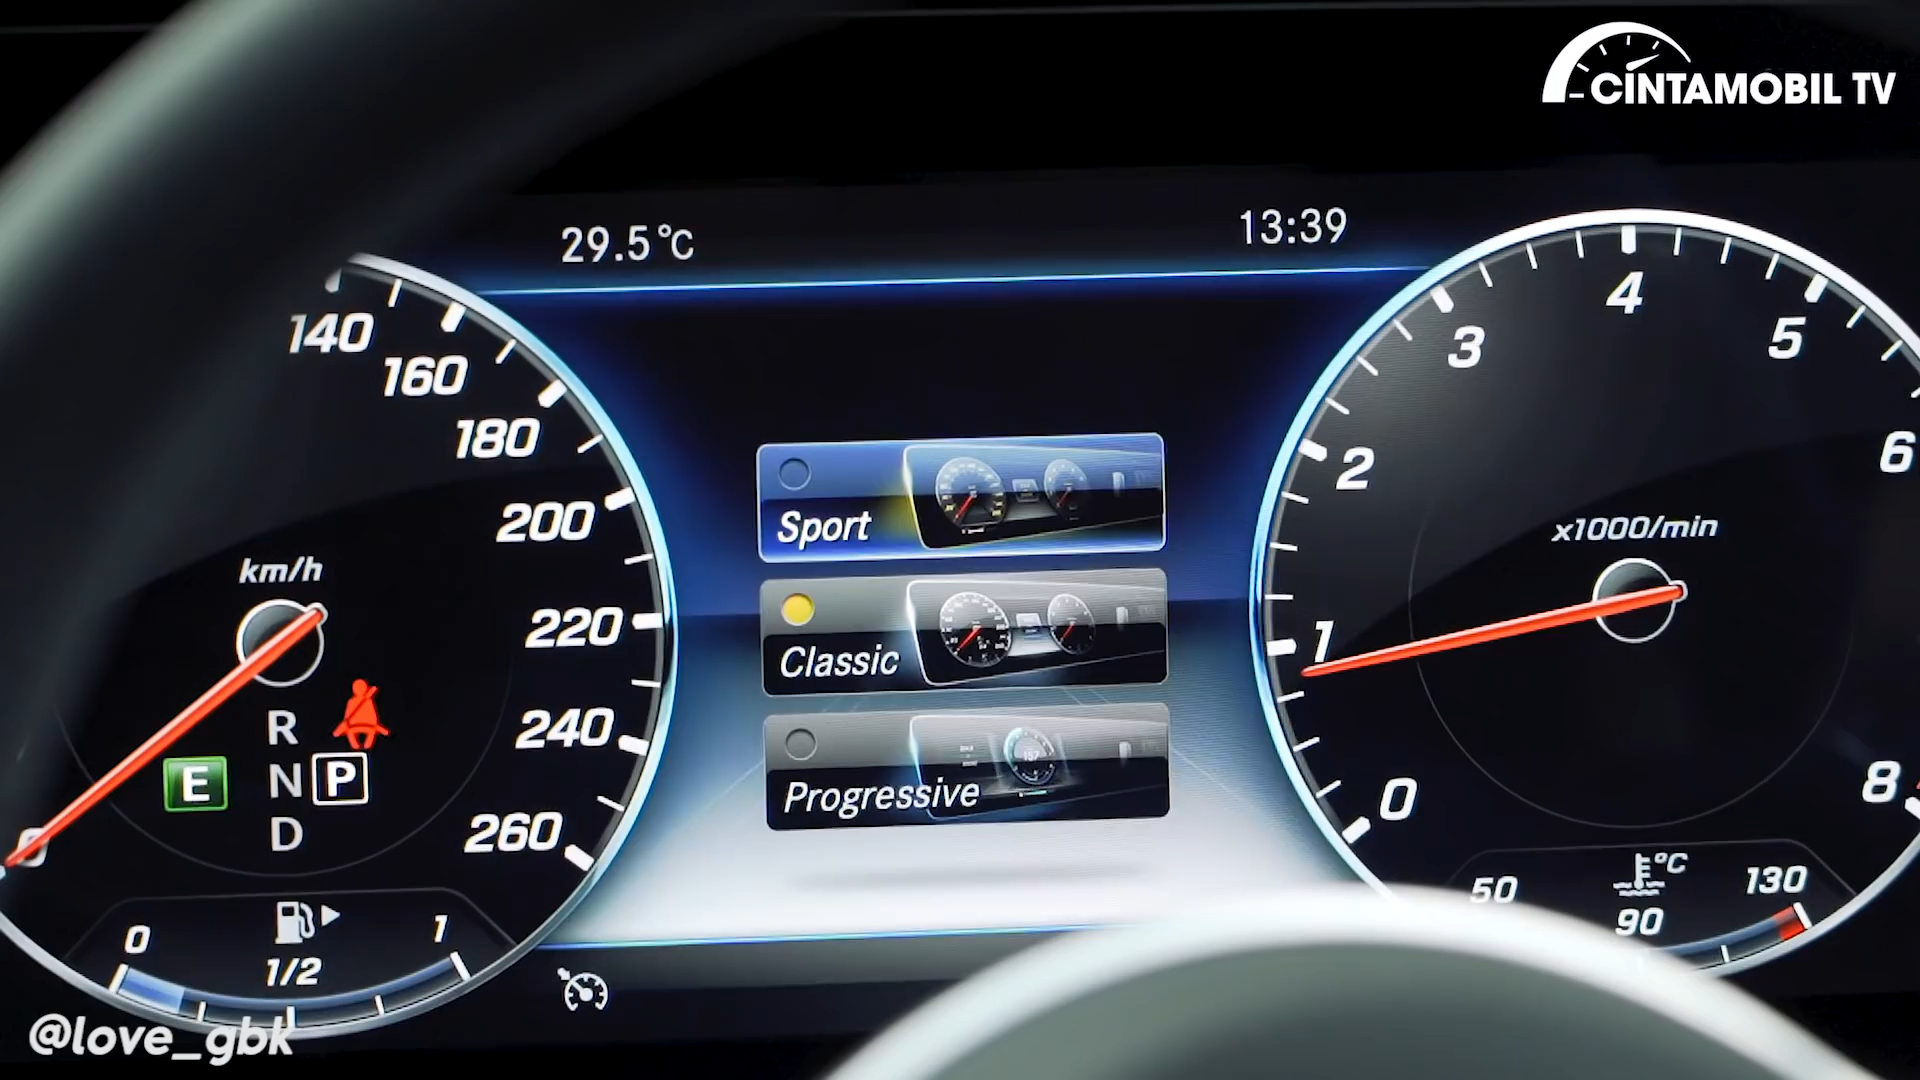 CINTAMOBIL TV
29.5°C
13:39
140
160
180
200
220
240
260
0
km/h
R
N
D
E
P
0
1/2
1
Sport
Classic
Progressive
0
1
2
3
4
5
6
8
x1000/min
50
°C
90
130
@love_gbk